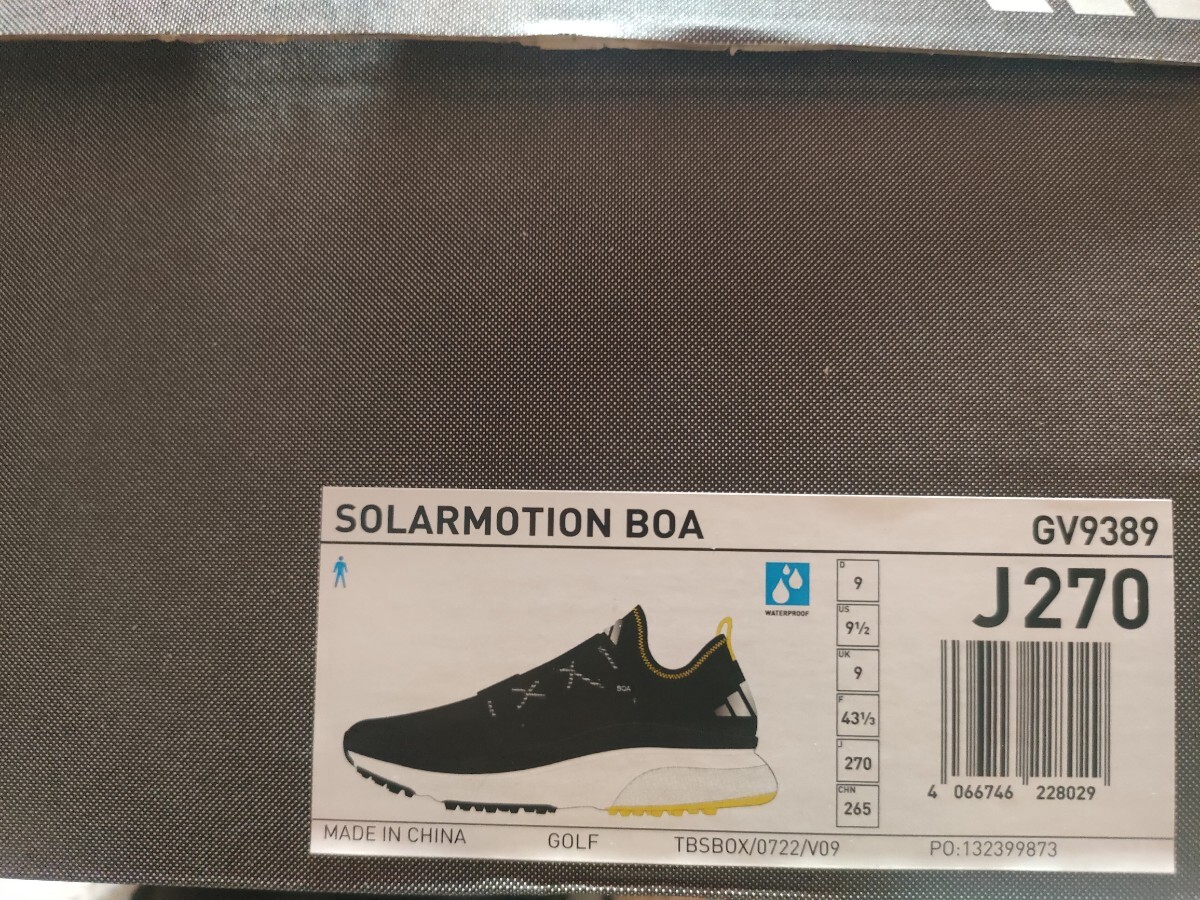 SOLARMOTION BOA GV9389
WATERPROOF
J270
D 9
US 9½
UK 9
F 43⅓
J 270
CHN 265
BOA
4 066746 228029
MADE IN CHINA GOLF TBSBOX/0722/V09 PO:132399873